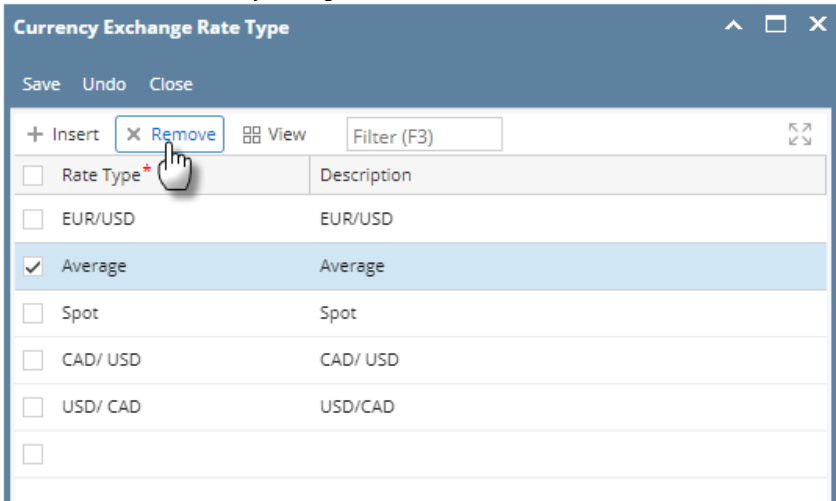 Currency Exchange Rate Type
Save Undo Close
Insert Remove View Filter (F3)
Rate Type* Description
EUR/USD EUR/USD
Average Average
Spot Spot
CAD/ USD CAD/ USD
USD/ CAD USD/CAD